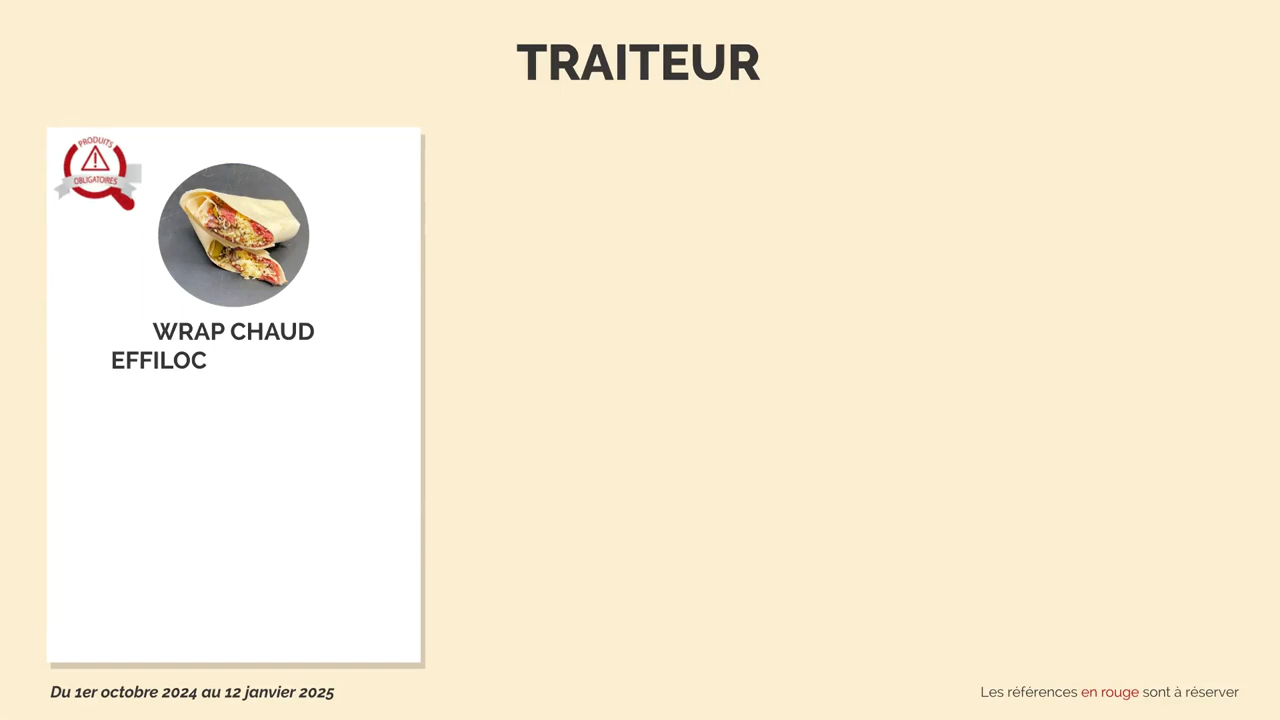 TRAITEUR
PRODUITS
OBLIGATOIRES
WRAP CHAUD
EFFILOC
Du 1er octobre 2024 au 12 janvier 2025
Les références en rouge sont à réserver